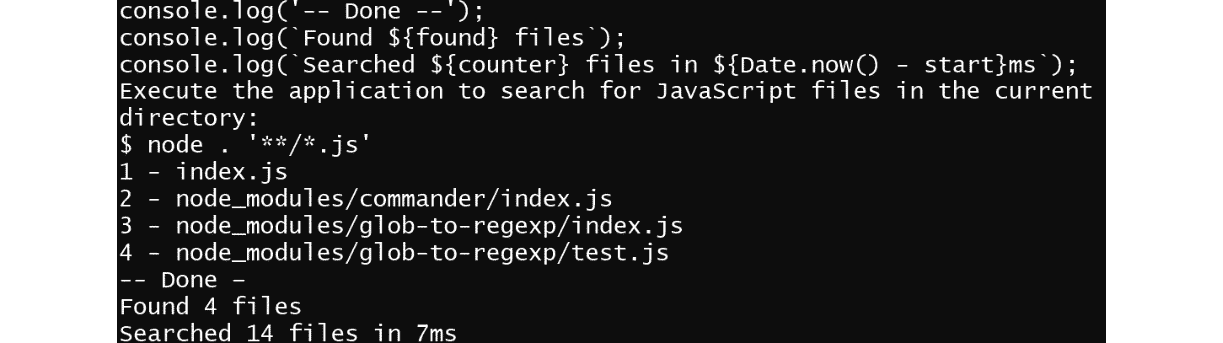 console.log('-- Done --');
console.log(`Found ${found} files`);
console.log(`Searched ${counter} files in ${Date.now() - start}ms`);
Execute the application to search for JavaScript files in the current
directory:
$ node . '**/*.js'
1 - index.js
2 - node_modules/commander/index.js
3 - node_modules/glob-to-regexp/index.js
4 - node_modules/glob-to-regexp/test.js
-- Done –
Found 4 files
Searched 14 files in 7ms